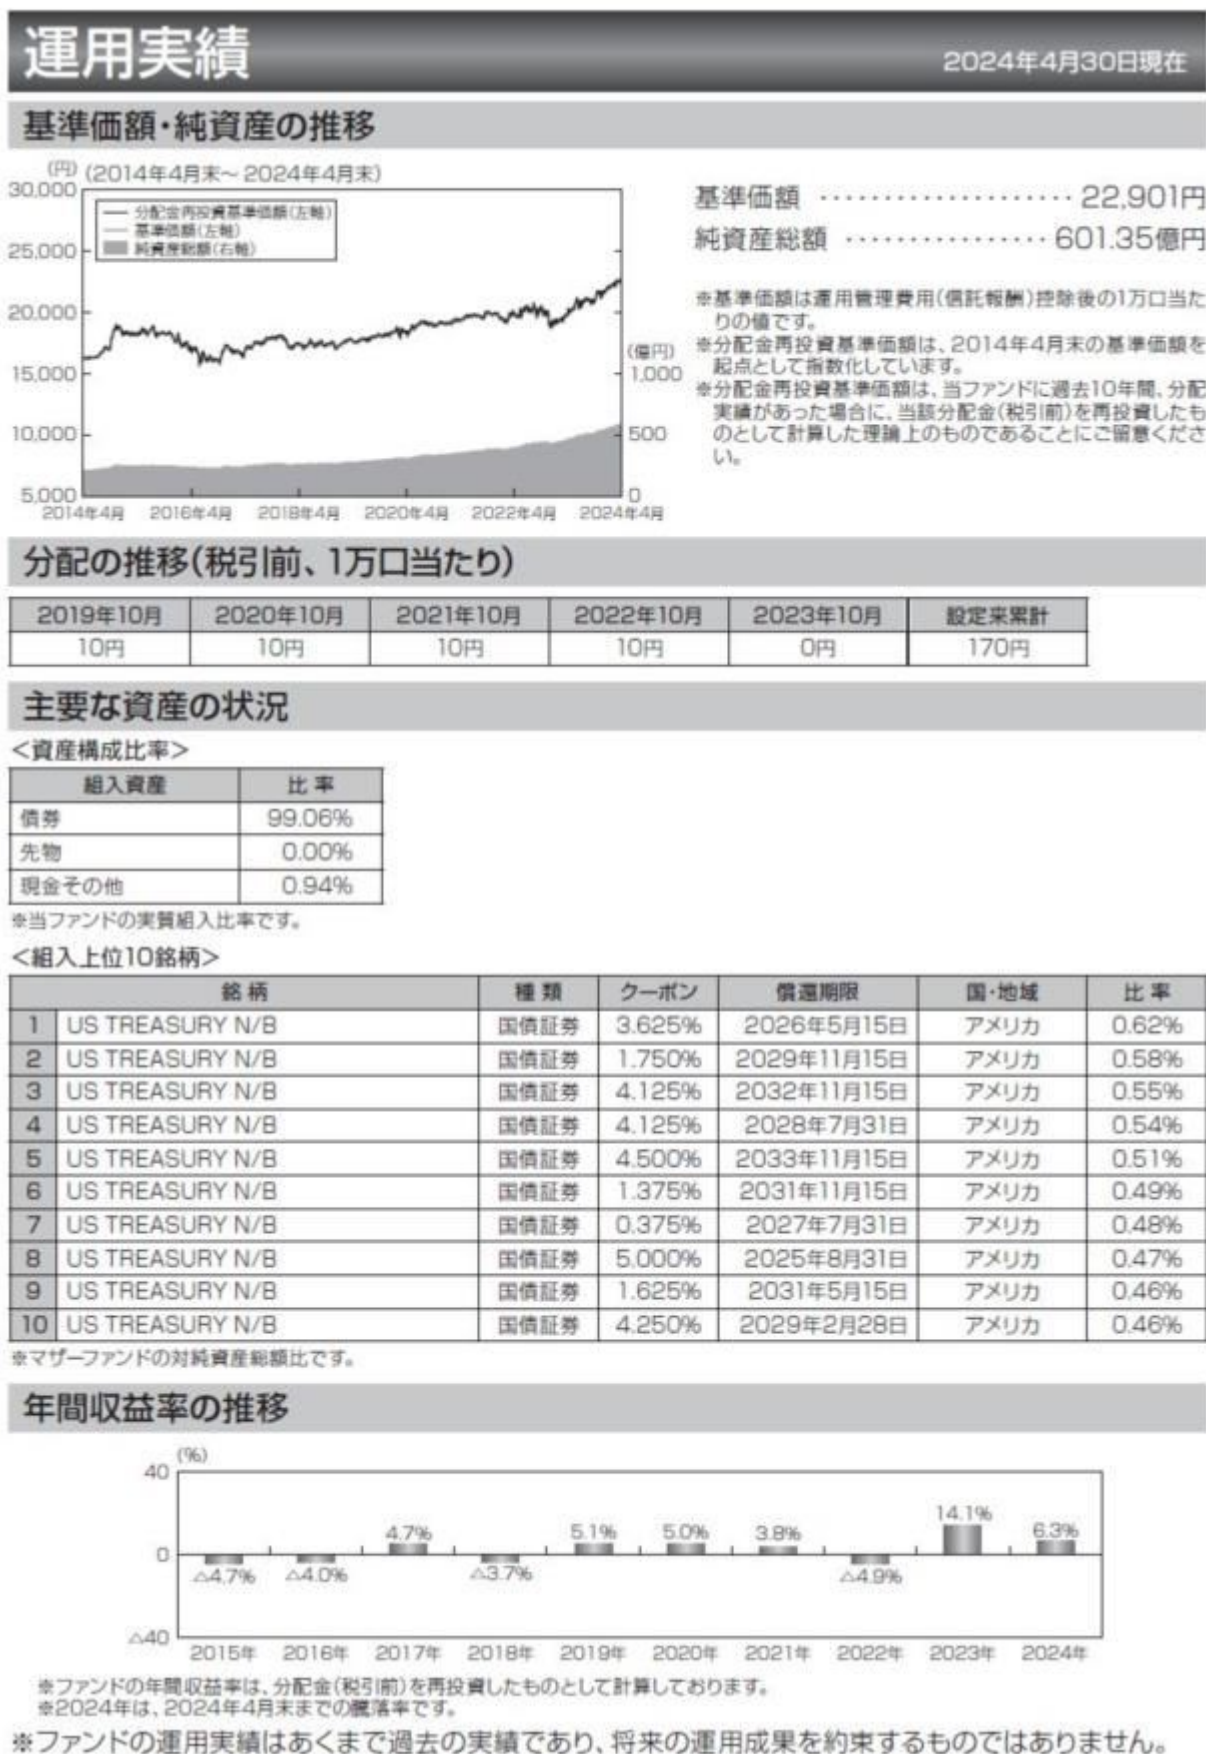 運用実績
2024年4月30日現在
基準価額・純資産の推移
(円) (2014年4月末～2024年4月末)
30,000
25,000
20,000
15,000
10,000
5,000
分配金再投資基準価額(左軸)
基準価額(左軸)
純資産総額(右軸)
(億円)
1,000
500
0
2014年4月 2016年4月 2018年4月 2020年4月 2022年4月 2024年4月
基準価額 ………………… 22,901円
純資産総額 ……………… 601.35億円
※基準価額は運用管理費用(信託報酬)控除後の1万口当た
りの値です。
※分配金再投資基準価額は、2014年4月末の基準価額を
起点として指数化しています。
※分配金再投資基準価額は、当ファンドに過去10年間、分配
実績があった場合に、当該分配金(税引前)を再投資したも
のとして計算した理論上のものであることにご留意くださ
い。
分配の推移(税引前、1万口当たり)
2019年10月 2020年10月 2021年10月 2022年10月 2023年10月 設定来累計
10円 10円 10円 10円 0円 170円
主要な資産の状況
＜資産構成比率＞
組入資産 比率
債券 99.06%
先物 0.00%
現金その他 0.94%
※当ファンドの実質組入比率です。
＜組入上位10銘柄＞
銘柄 種類 クーポン 償還期限 国・地域 比率
1 US TREASURY N/B 国債証券 3.625% 2026年5月15日 アメリカ 0.62%
2 US TREASURY N/B 国債証券 1.750% 2029年11月15日 アメリカ 0.58%
3 US TREASURY N/B 国債証券 4.125% 2032年11月15日 アメリカ 0.55%
4 US TREASURY N/B 国債証券 4.125% 2028年7月31日 アメリカ 0.54%
5 US TREASURY N/B 国債証券 4.500% 2033年11月15日 アメリカ 0.51%
6 US TREASURY N/B 国債証券 1.375% 2031年11月15日 アメリカ 0.49%
7 US TREASURY N/B 国債証券 0.375% 2027年7月31日 アメリカ 0.48%
8 US TREASURY N/B 国債証券 5.000% 2025年8月31日 アメリカ 0.47%
9 US TREASURY N/B 国債証券 1.625% 2031年5月15日 アメリカ 0.46%
10 US TREASURY N/B 国債証券 4.250% 2029年2月28日 アメリカ 0.46%
※マザーファンドの対純資産総額比です。
年間収益率の推移
(%)
40
0
△40
△4.7% △4.0% 4.7% △3.7% 5.1% 5.0% 3.8% △4.9% 14.1% 6.3%
2015年 2016年 2017年 2018年 2019年 2020年 2021年 2022年 2023年 2024年
※ファンドの年間収益率は、分配金(税引前)を再投資したものとして計算しております。
※2024年は、2024年4月末までの騰落率です。
※ファンドの運用実績はあくまで過去の実績であり、将来の運用成果を約束するものではありません。